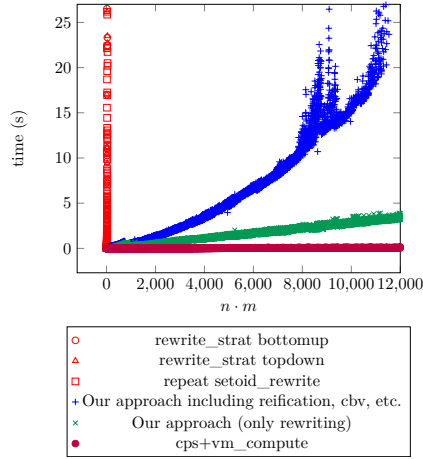 25
20
15
10
5
0
time (s)
0 2,000 4,000 6,000 8,000 10,000 12,000
n · m
rewrite_strat bottomup
rewrite_strat topdown
repeat setoid_rewrite
Our approach including reification, cbv, etc.
Our approach (only rewriting)
cps+vm_compute